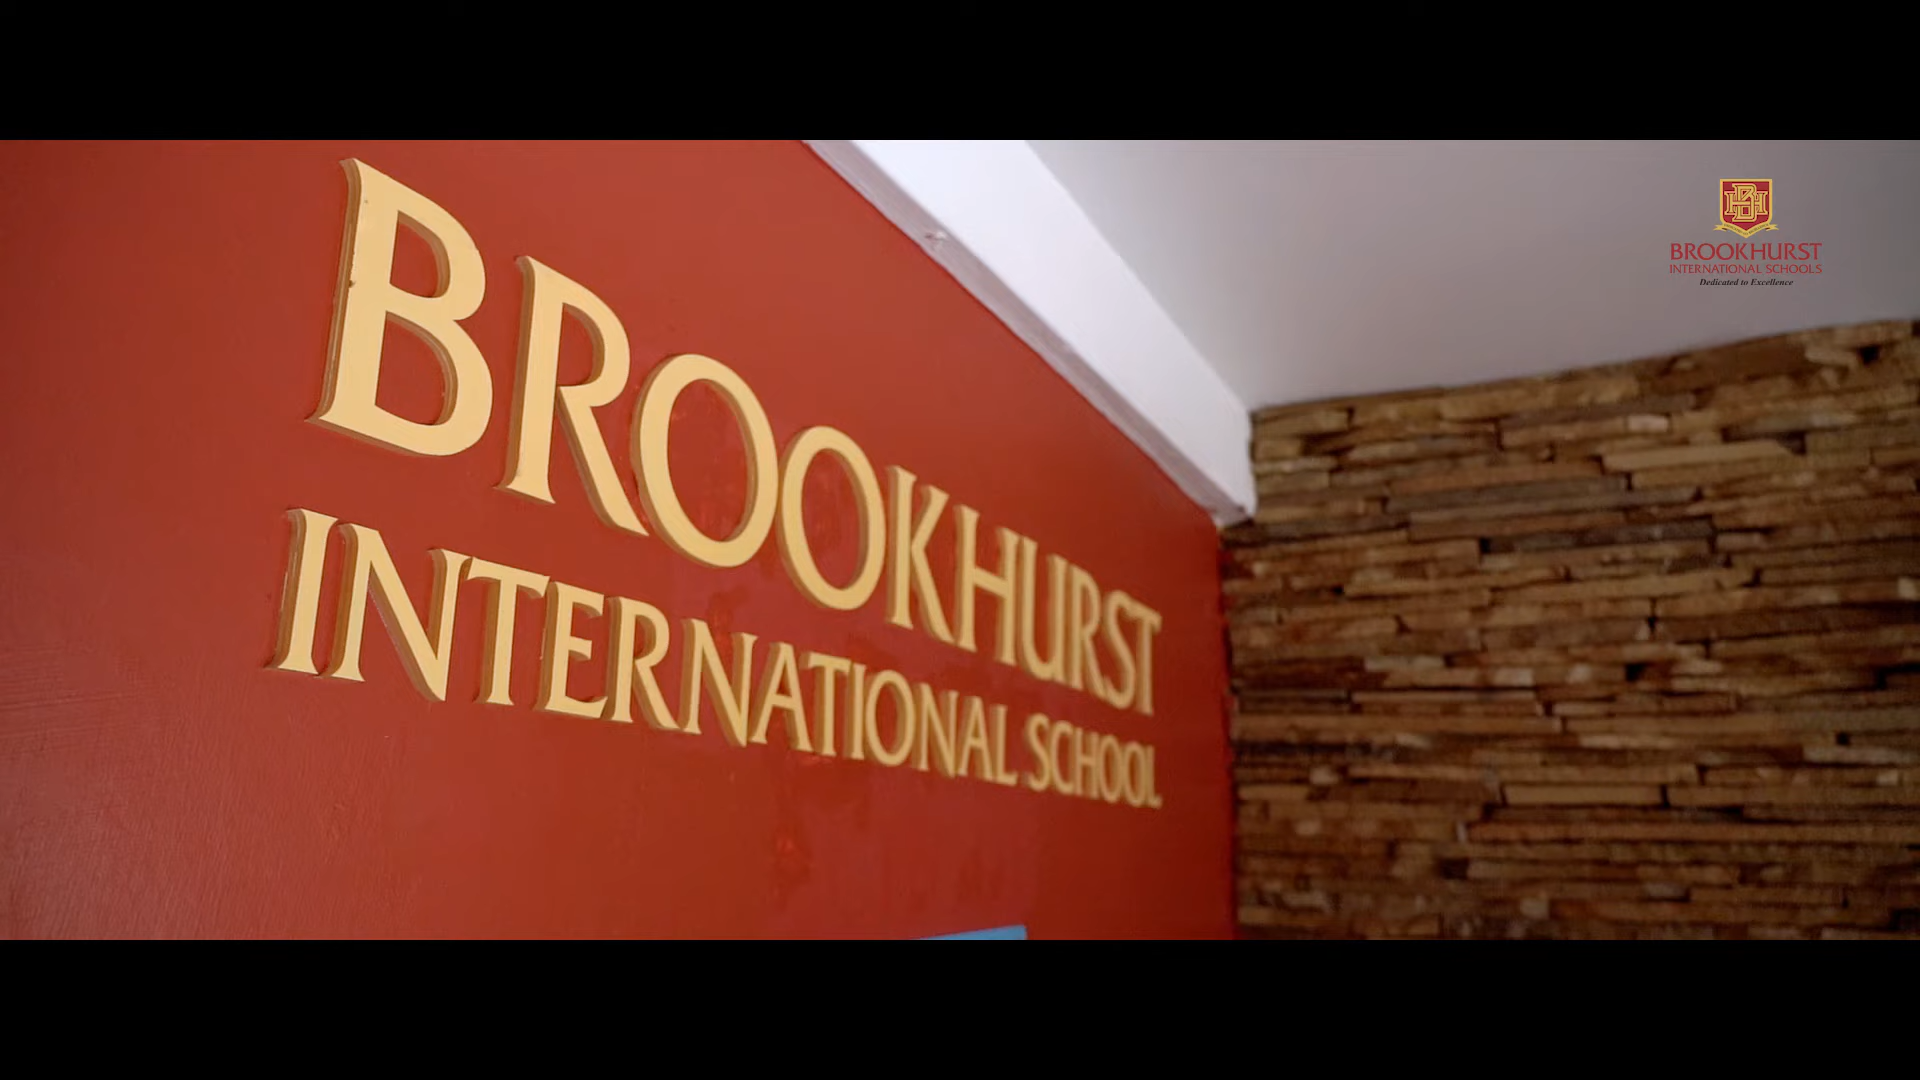 BROOKHURST
INTERNATIONAL SCHOOL
BROOKHURST
INTERNATIONAL SCHOOLS
Dedicated to Excellence